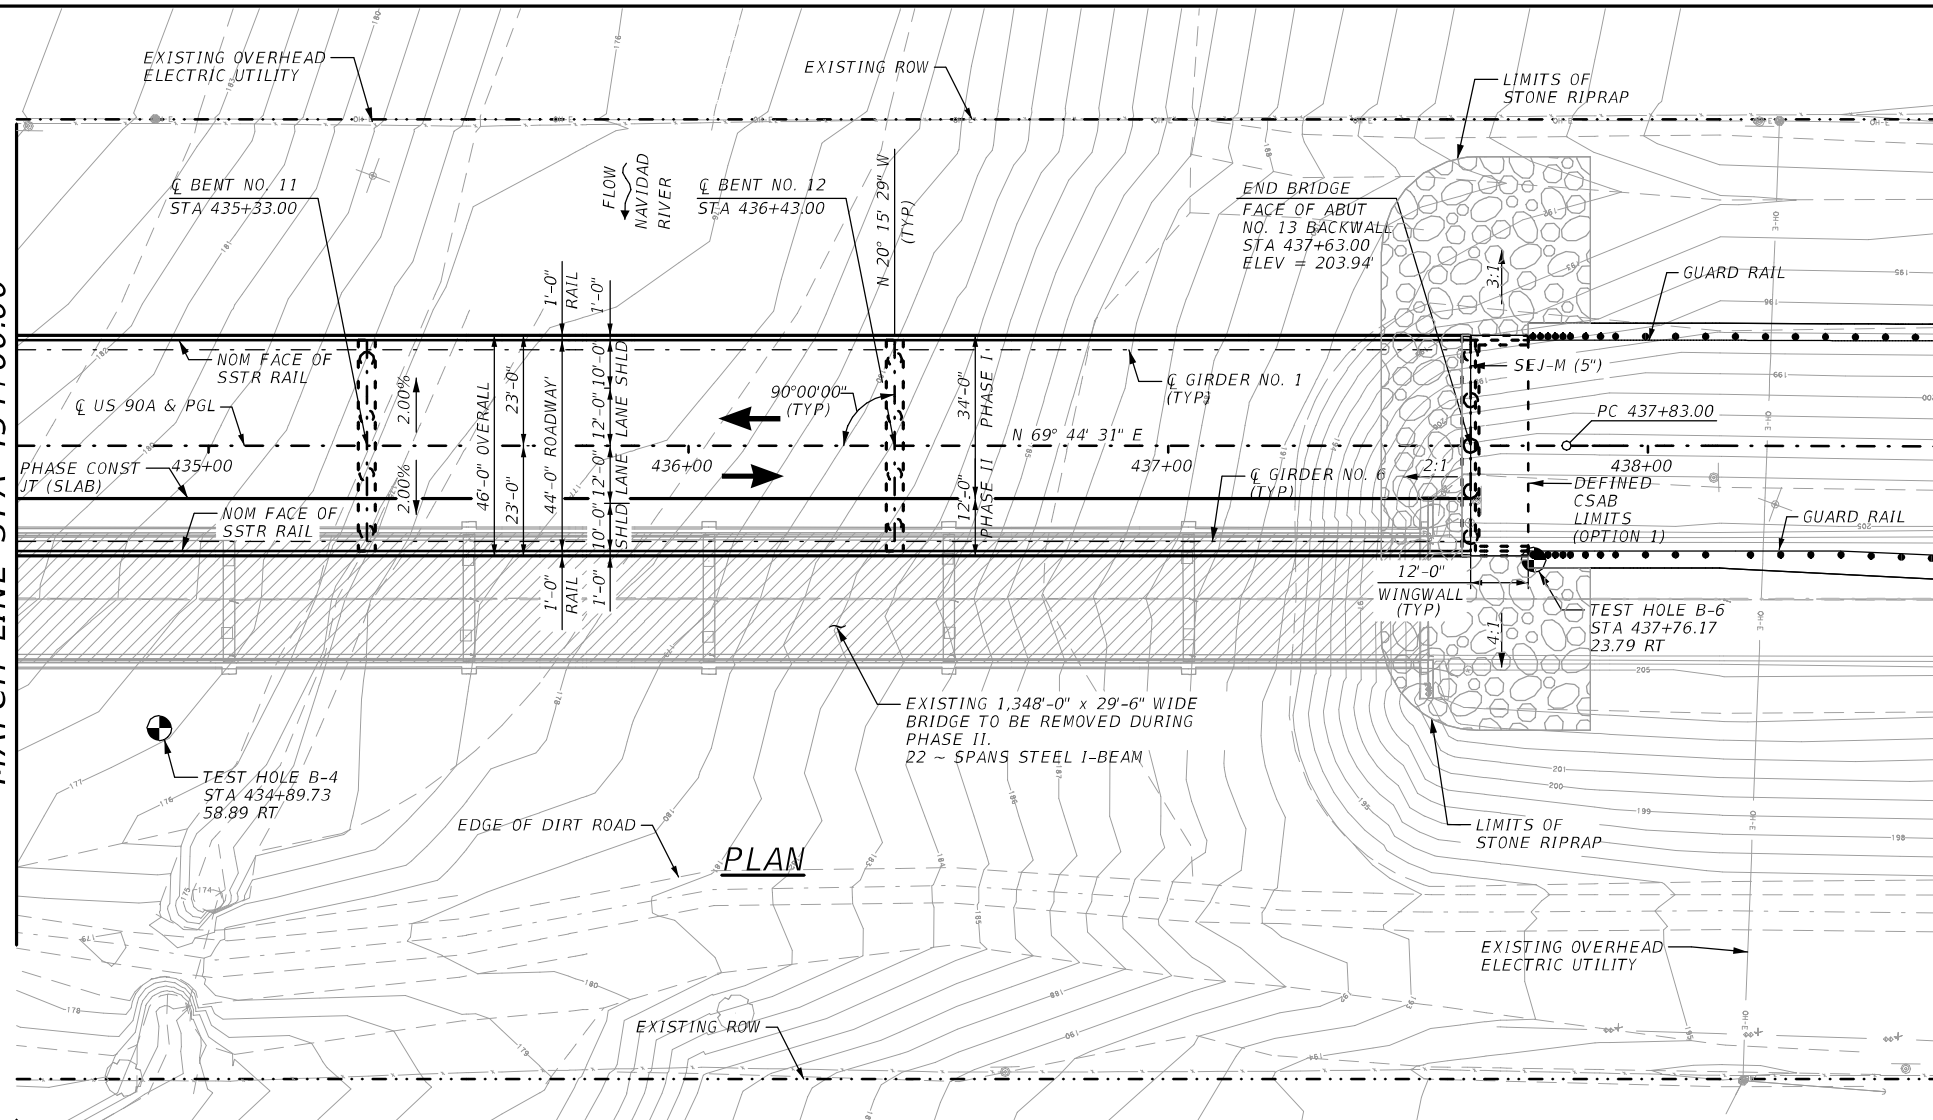 EXISTING OVERHEAD
ELECTRIC UTILITY
EXISTING ROW
LIMITS OF
STONE RIPRAP
℄ BENT NO. 11
STA 435+33.00
FLOW
NAVIDAD
RIVER
℄ BENT NO. 12
STA 436+43.00
N 20° 15' 29" W
(TYP)
END BRIDGE
FACE OF ABUT
NO. 13 BACKWALL
STA 437+63.00
ELEV = 203.94'
3:1
GUARD RAIL
1'-0"
RAIL
1'-0"
NOM FACE OF
SSTR RAIL
℄ US 90A & PGL
2.00%
46'-0" OVERALL
23'-0"
44'-0" ROADWAY
10'-0"
SHLD
12'-0"
LANE
90°00'00"
(TYP)
34'-0"
PHASE I
℄ GIRDER NO. 1
(TYP)
SEJ-M (5")
PC 437+83.00
N 69° 44' 31" E
435+00
436+00
437+00
438+00
PHASE CONST
JT (SLAB)
2.00%
23'-0"
12'-0"
LANE
10'-0"
SHLD
12'-0"
PHASE II
℄ GIRDER NO. 6
(TYP)
2:1
DEFINED
CSAB
LIMITS
(OPTION 1)
GUARD RAIL
NOM FACE OF
SSTR RAIL
1'-0"
RAIL
1'-0"
12'-0"
WINGWALL
(TYP)
4:1
TEST HOLE B-6
STA 437+76.17
23.79 RT
EXISTING 1,348'-0" x 29'-6" WIDE
BRIDGE TO BE REMOVED DURING
PHASE II.
22 ~ SPANS STEEL I-BEAM
TEST HOLE B-4
STA 434+89.73
58.89 RT
EDGE OF DIRT ROAD
PLAN
LIMITS OF
STONE RIPRAP
EXISTING OVERHEAD
ELECTRIC UTILITY
EXISTING ROW